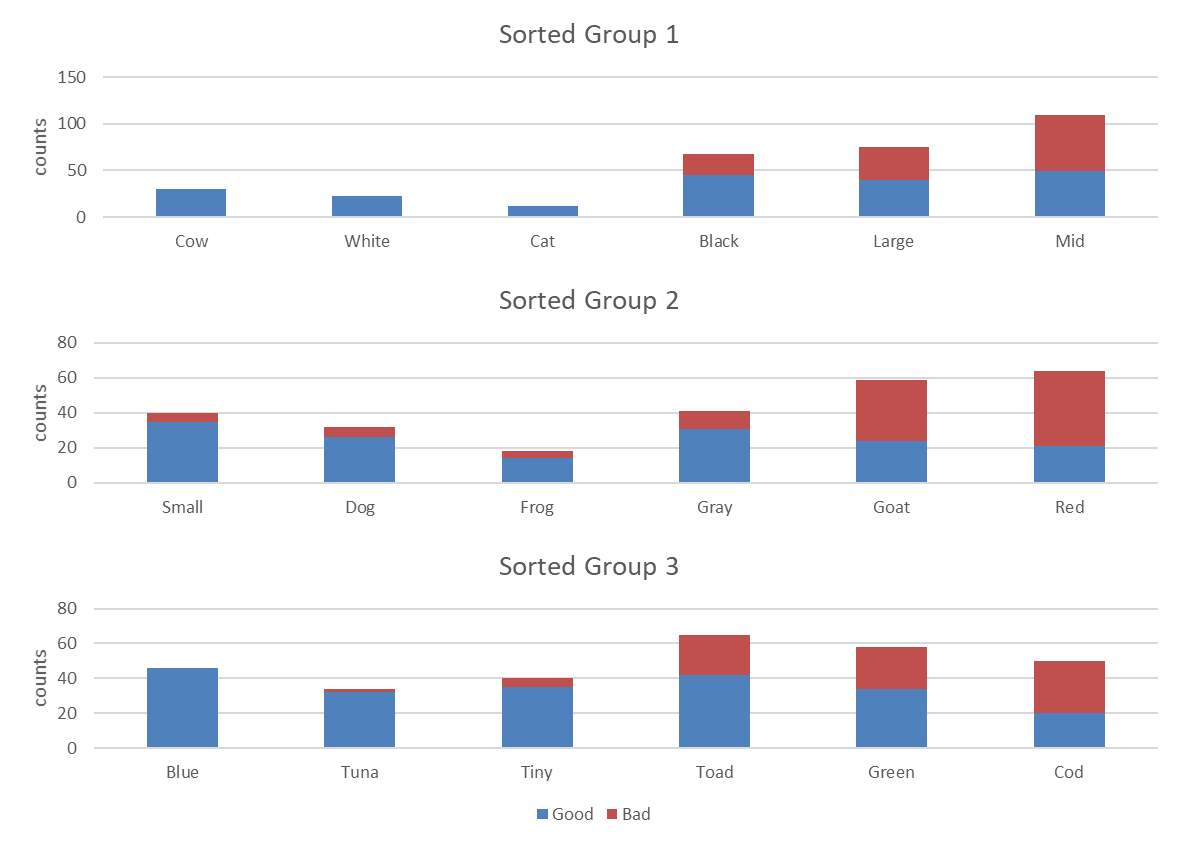 Sorted Group 1
150
100
50
0
counts
Cow White Cat Black Large Mid
Sorted Group 2
80
60
40
20
0
counts
Small Dog Frog Gray Goat Red
Sorted Group 3
80
60
40
20
0
counts
Blue Tuna Tiny Toad Green Cod
Good Bad